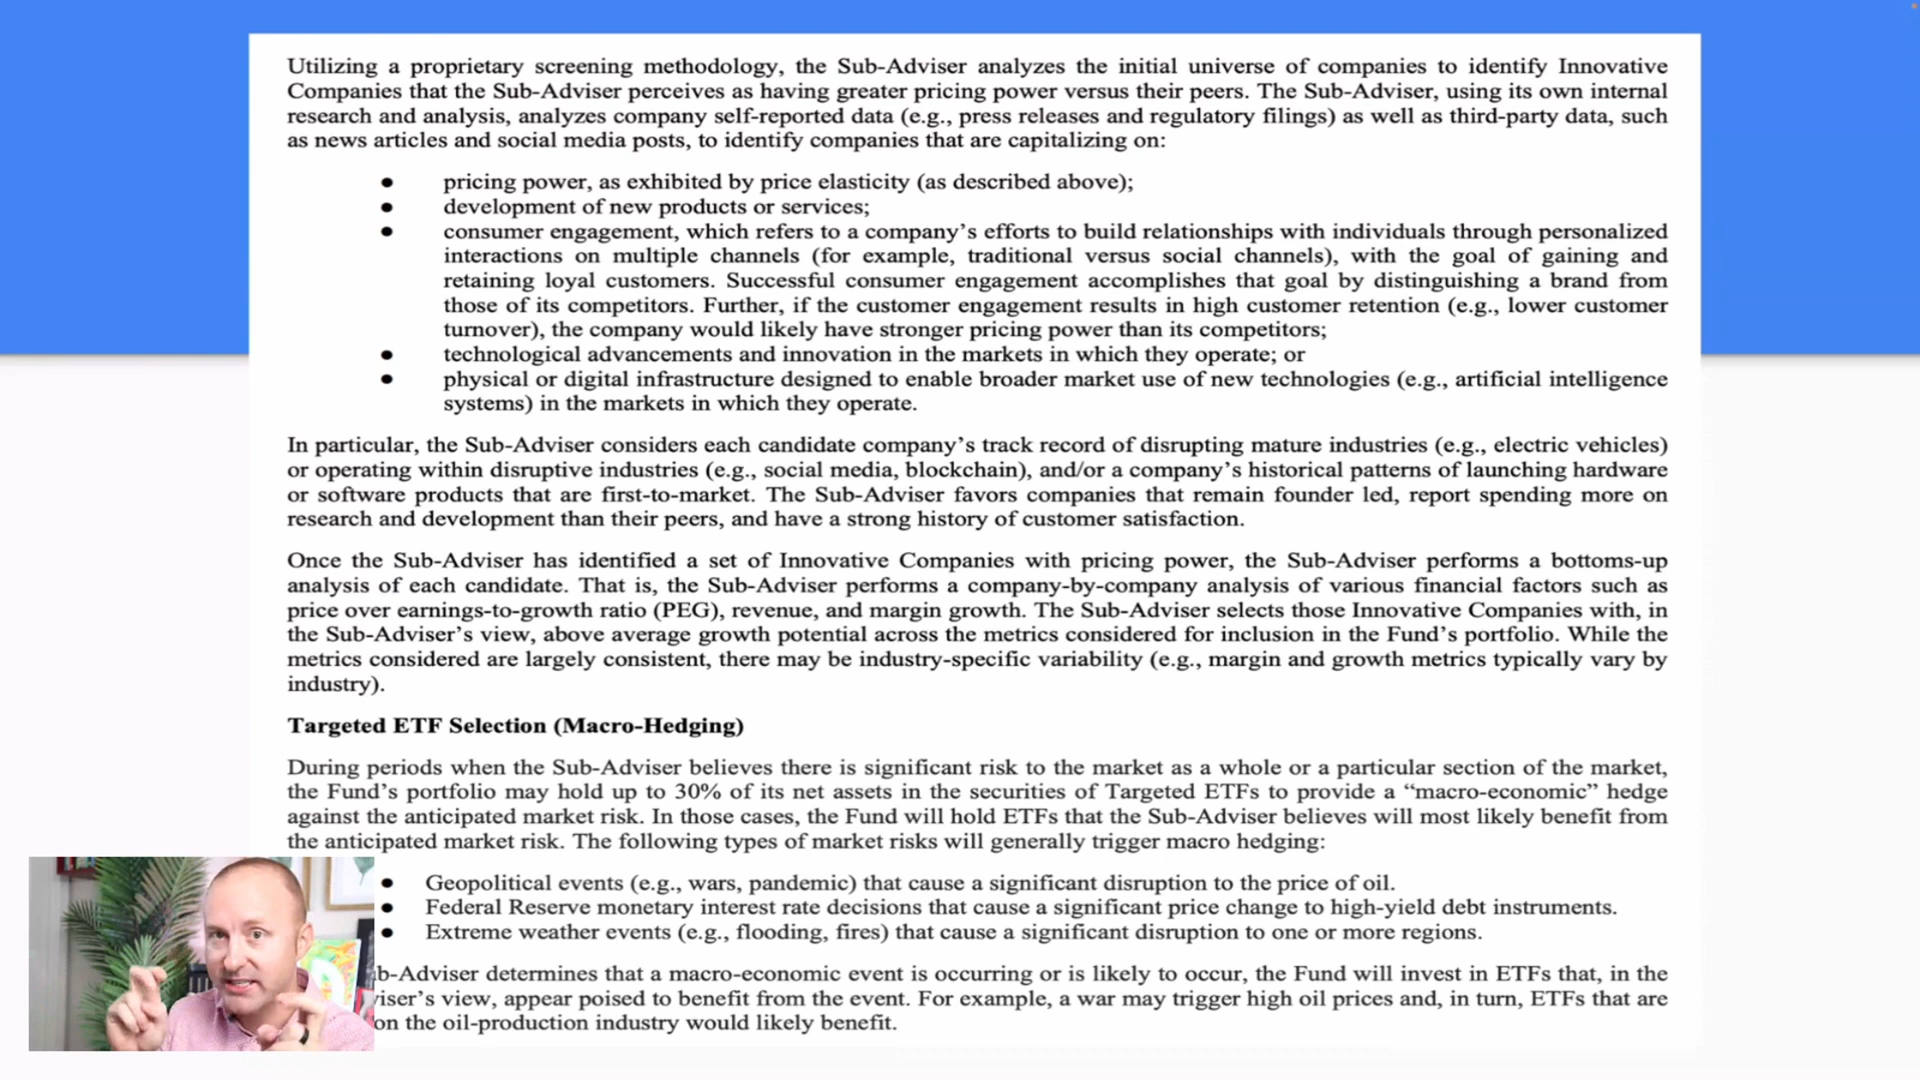 Utilizing a proprietary screening methodology, the Sub-Adviser analyzes the initial universe of companies to identify Innovative
Companies that the Sub-Adviser perceives as having greater pricing power versus their peers. The Sub-Adviser, using its own internal
research and analysis, analyzes company self-reported data (e.g., press releases and regulatory filings) as well as third-party data, such
as news articles and social media posts, to identify companies that are capitalizing on:
● pricing power, as exhibited by price elasticity (as described above);
● development of new products or services;
● consumer engagement, which refers to a company's efforts to build relationships with individuals through personalized
interactions on multiple channels (for example, traditional versus social channels), with the goal of gaining and
retaining loyal customers. Successful consumer engagement accomplishes that goal by distinguishing a brand from
those of its competitors. Further, if the customer engagement results in high customer retention (e.g., lower customer
turnover), the company would likely have stronger pricing power than its competitors;
● technological advancements and innovation in the markets in which they operate; or
● physical or digital infrastructure designed to enable broader market use of new technologies (e.g., artificial intelligence
systems) in the markets in which they operate.
In particular, the Sub-Adviser considers each candidate company's track record of disrupting mature industries (e.g., electric vehicles)
or operating within disruptive industries (e.g., social media, blockchain), and/or a company's historical patterns of launching hardware
or software products that are first-to-market. The Sub-Adviser favors companies that remain founder led, report spending more on
research and development than their peers, and have a strong history of customer satisfaction.
Once the Sub-Adviser has identified a set of Innovative Companies with pricing power, the Sub-Adviser performs a bottoms-up
analysis of each candidate. That is, the Sub-Adviser performs a company-by-company analysis of various financial factors such as
price over earnings-to-growth ratio (PEG), revenue, and margin growth. The Sub-Adviser selects those Innovative Companies with, in
the Sub-Adviser's view, above average growth potential across the metrics considered for inclusion in the Fund's portfolio. While the
metrics considered are largely consistent, there may be industry-specific variability (e.g., margin and growth metrics typically vary by
industry).
Targeted ETF Selection (Macro-Hedging)
During periods when the Sub-Adviser believes there is significant risk to the market as a whole or a particular section of the market,
the Fund's portfolio may hold up to 30% of its net assets in the securities of Targeted ETFs to provide a "macro-economic" hedge
against the anticipated market risk. In those cases, the Fund will hold ETFs that the Sub-Adviser believes will most likely benefit from
the anticipated market risk. The following types of market risks will generally trigger macro hedging:
● Geopolitical events (e.g., wars, pandemic) that cause a significant disruption to the price of oil.
● Federal Reserve monetary interest rate decisions that cause a significant price change to high-yield debt instruments.
● Extreme weather events (e.g., flooding, fires) that cause a significant disruption to one or more regions.
b-Adviser determines that a macro-economic event is occurring or is likely to occur, the Fund will invest in ETFs that, in the
viser's view, appear poised to benefit from the event. For example, a war may trigger high oil prices and, in turn, ETFs that are
on the oil-production industry would likely benefit.